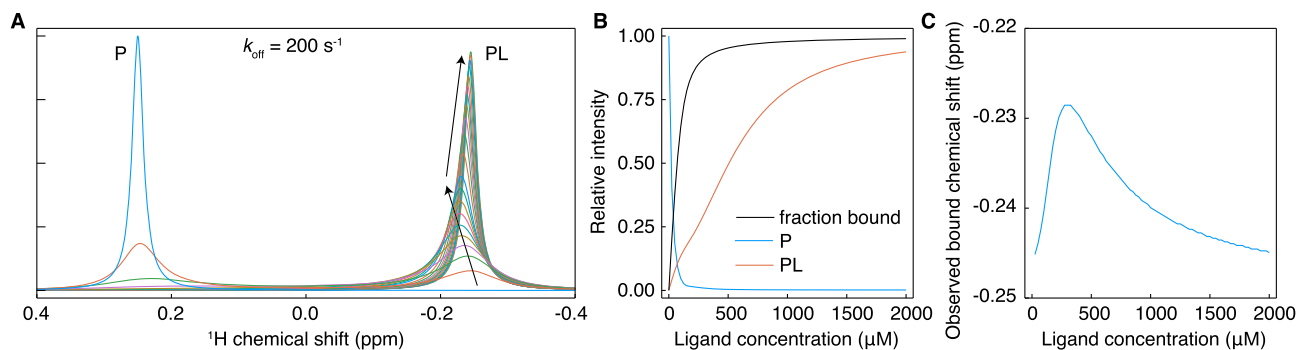 A
P
k_off = 200 s⁻¹
PL
0.4
0.2
0.0
-0.2
-0.4
¹H chemical shift (ppm)
B
Relative intensity
1.00
0.75
0.50
0.25
0.00
fraction bound
P
PL
0
500
1000
1500
2000
Ligand concentration (µM)
C
Observed bound chemical shift (ppm)
-0.22
-0.23
-0.24
-0.25
0
500
1000
1500
2000
Ligand concentration (µM)